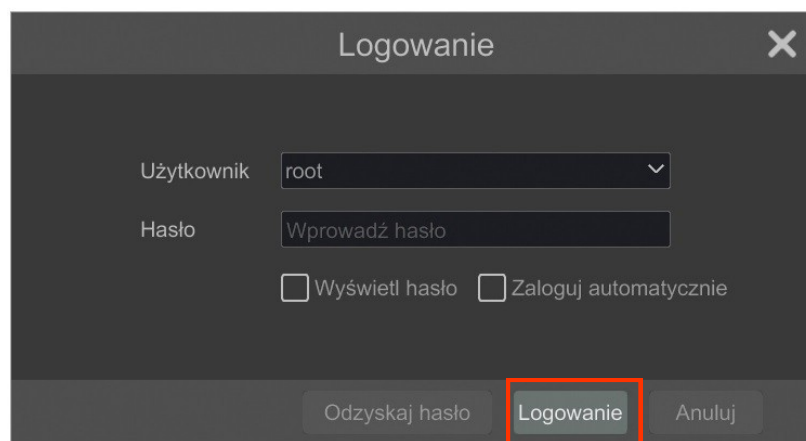 Logowanie
Użytkownik root
Hasło Wprowadź hasło
Wyświetl hasło Zaloguj automatycznie
Odzyskaj hasło Logowanie Anuluj